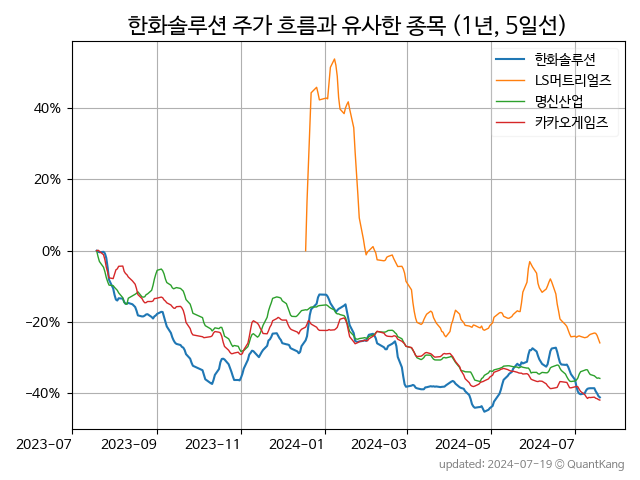 한화솔루션 주가 흐름과 유사한 종목 (1년, 5일선)
한화솔루션
LS머트리얼즈
명신산업
카카오게임즈
40%
20%
0%
−20%
−40%
2023-07 2023-09 2023-11 2024-01 2024-03 2024-05 2024-07
updated: 2024-07-19 @ QuantKang